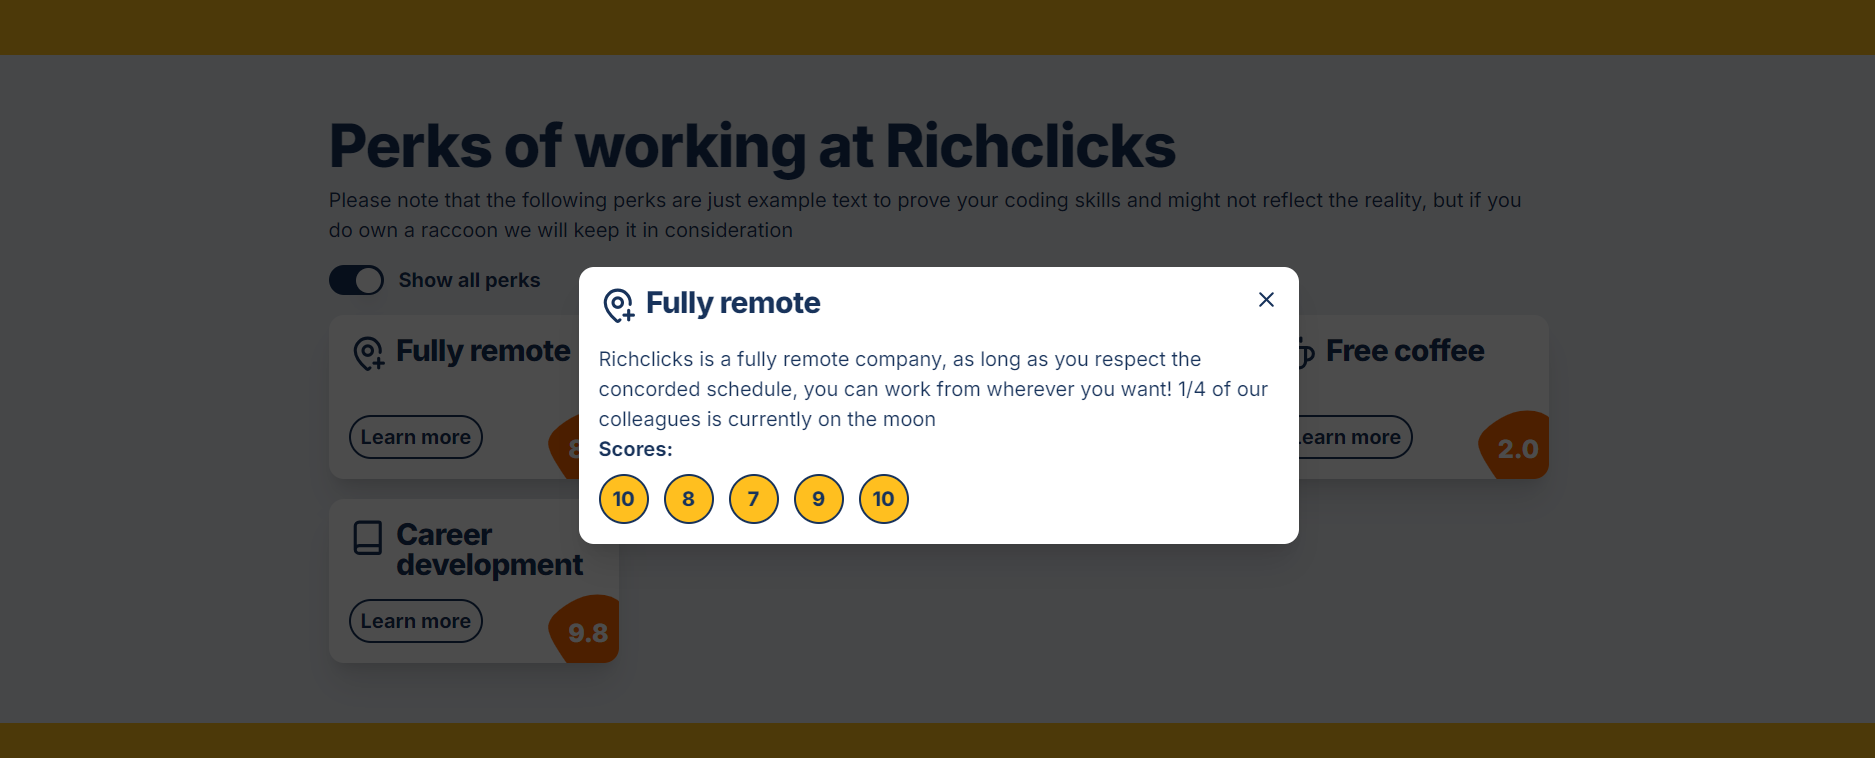 Perks of working at Richclicks
Please note that the following perks are just example text to prove your coding skills and might not reflect the reality, but if you
do own a raccoon we will keep it in consideration
Show all perks
Fully remote
Richclicks is a fully remote company, as long as you respect the
concorded schedule, you can work from wherever you want! 1/4 of our
colleagues is currently on the moon
Scores:
10 8 7 9 10
Fully remote
Learn more
Free coffee
Learn more
2.0
Career
development
Learn more
9.8